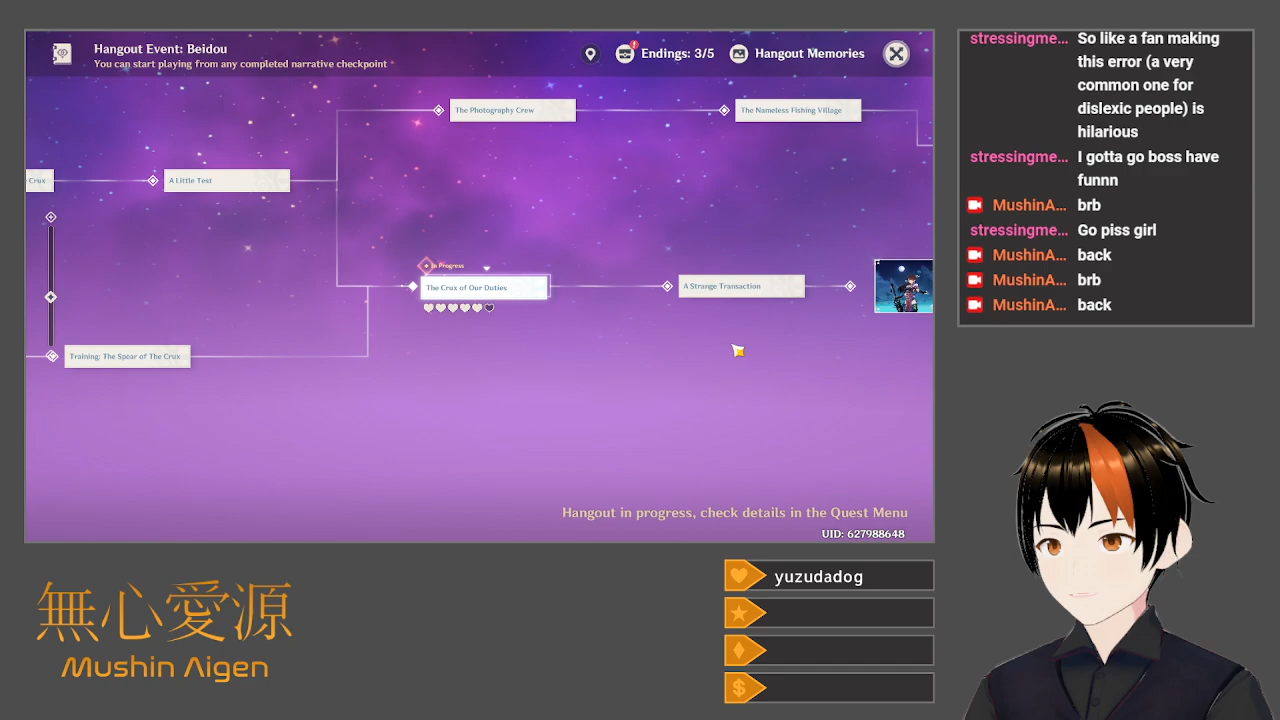 Hangout Event: Beidou
You can start playing from any completed narrative checkpoint
Endings: 3/5
Hangout Memories
The Photography Crew
The Nameless Fishing Village
Crux
A Little Test
In Progress
The Crux of Our Duties
A Strange Transaction
Training: The Spear of The Crux
Hangout in progress, check details in the Quest Menu
UID: 627988648
stressingme... So like a fan making
this error (a very
common one for
dislexic people) is
hilarious
stressingme... I gotta go boss have
funnn
MushinA... brb
stressingme... Go piss girl
MushinA... back
MushinA... brb
MushinA... back
yuzudadog
無心愛源
Mushin Aigen